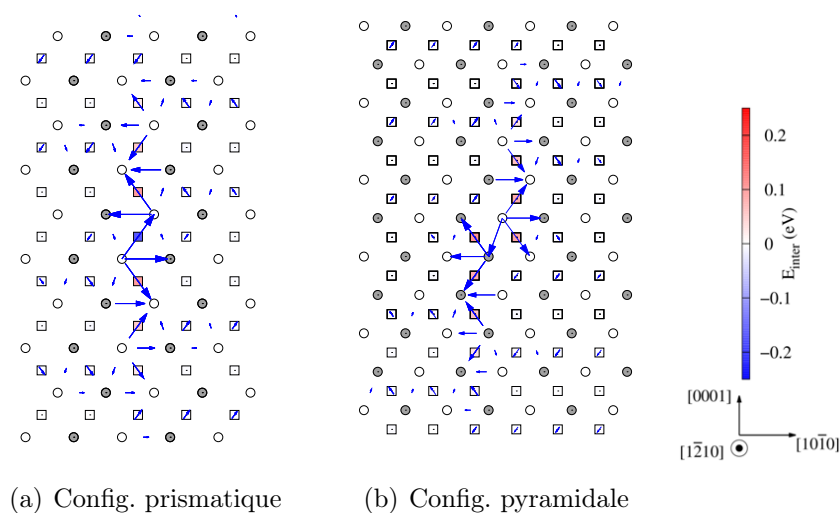 0.2
0.1
0
−0.1
−0.2
E_inter (eV)
[0001]
[1$\bar{2}$10]
[10$\bar{1}$0]
(a) Config. prismatique
(b) Config. pyramidale